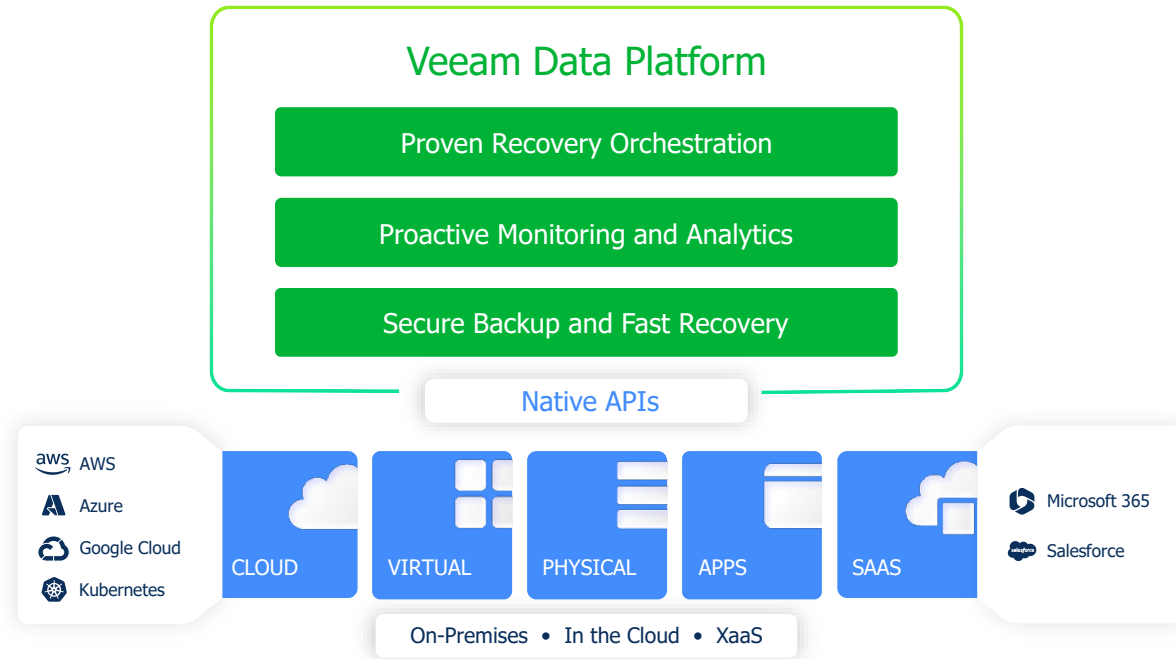 Veeam Data Platform
Proven Recovery Orchestration
Proactive Monitoring and Analytics
Secure Backup and Fast Recovery
Native APIs
aws AWS
Azure
Google Cloud
Kubernetes
CLOUD
VIRTUAL
PHYSICAL
APPS
SAAS
Microsoft 365
salesforce Salesforce
On-Premises • In the Cloud • XaaS